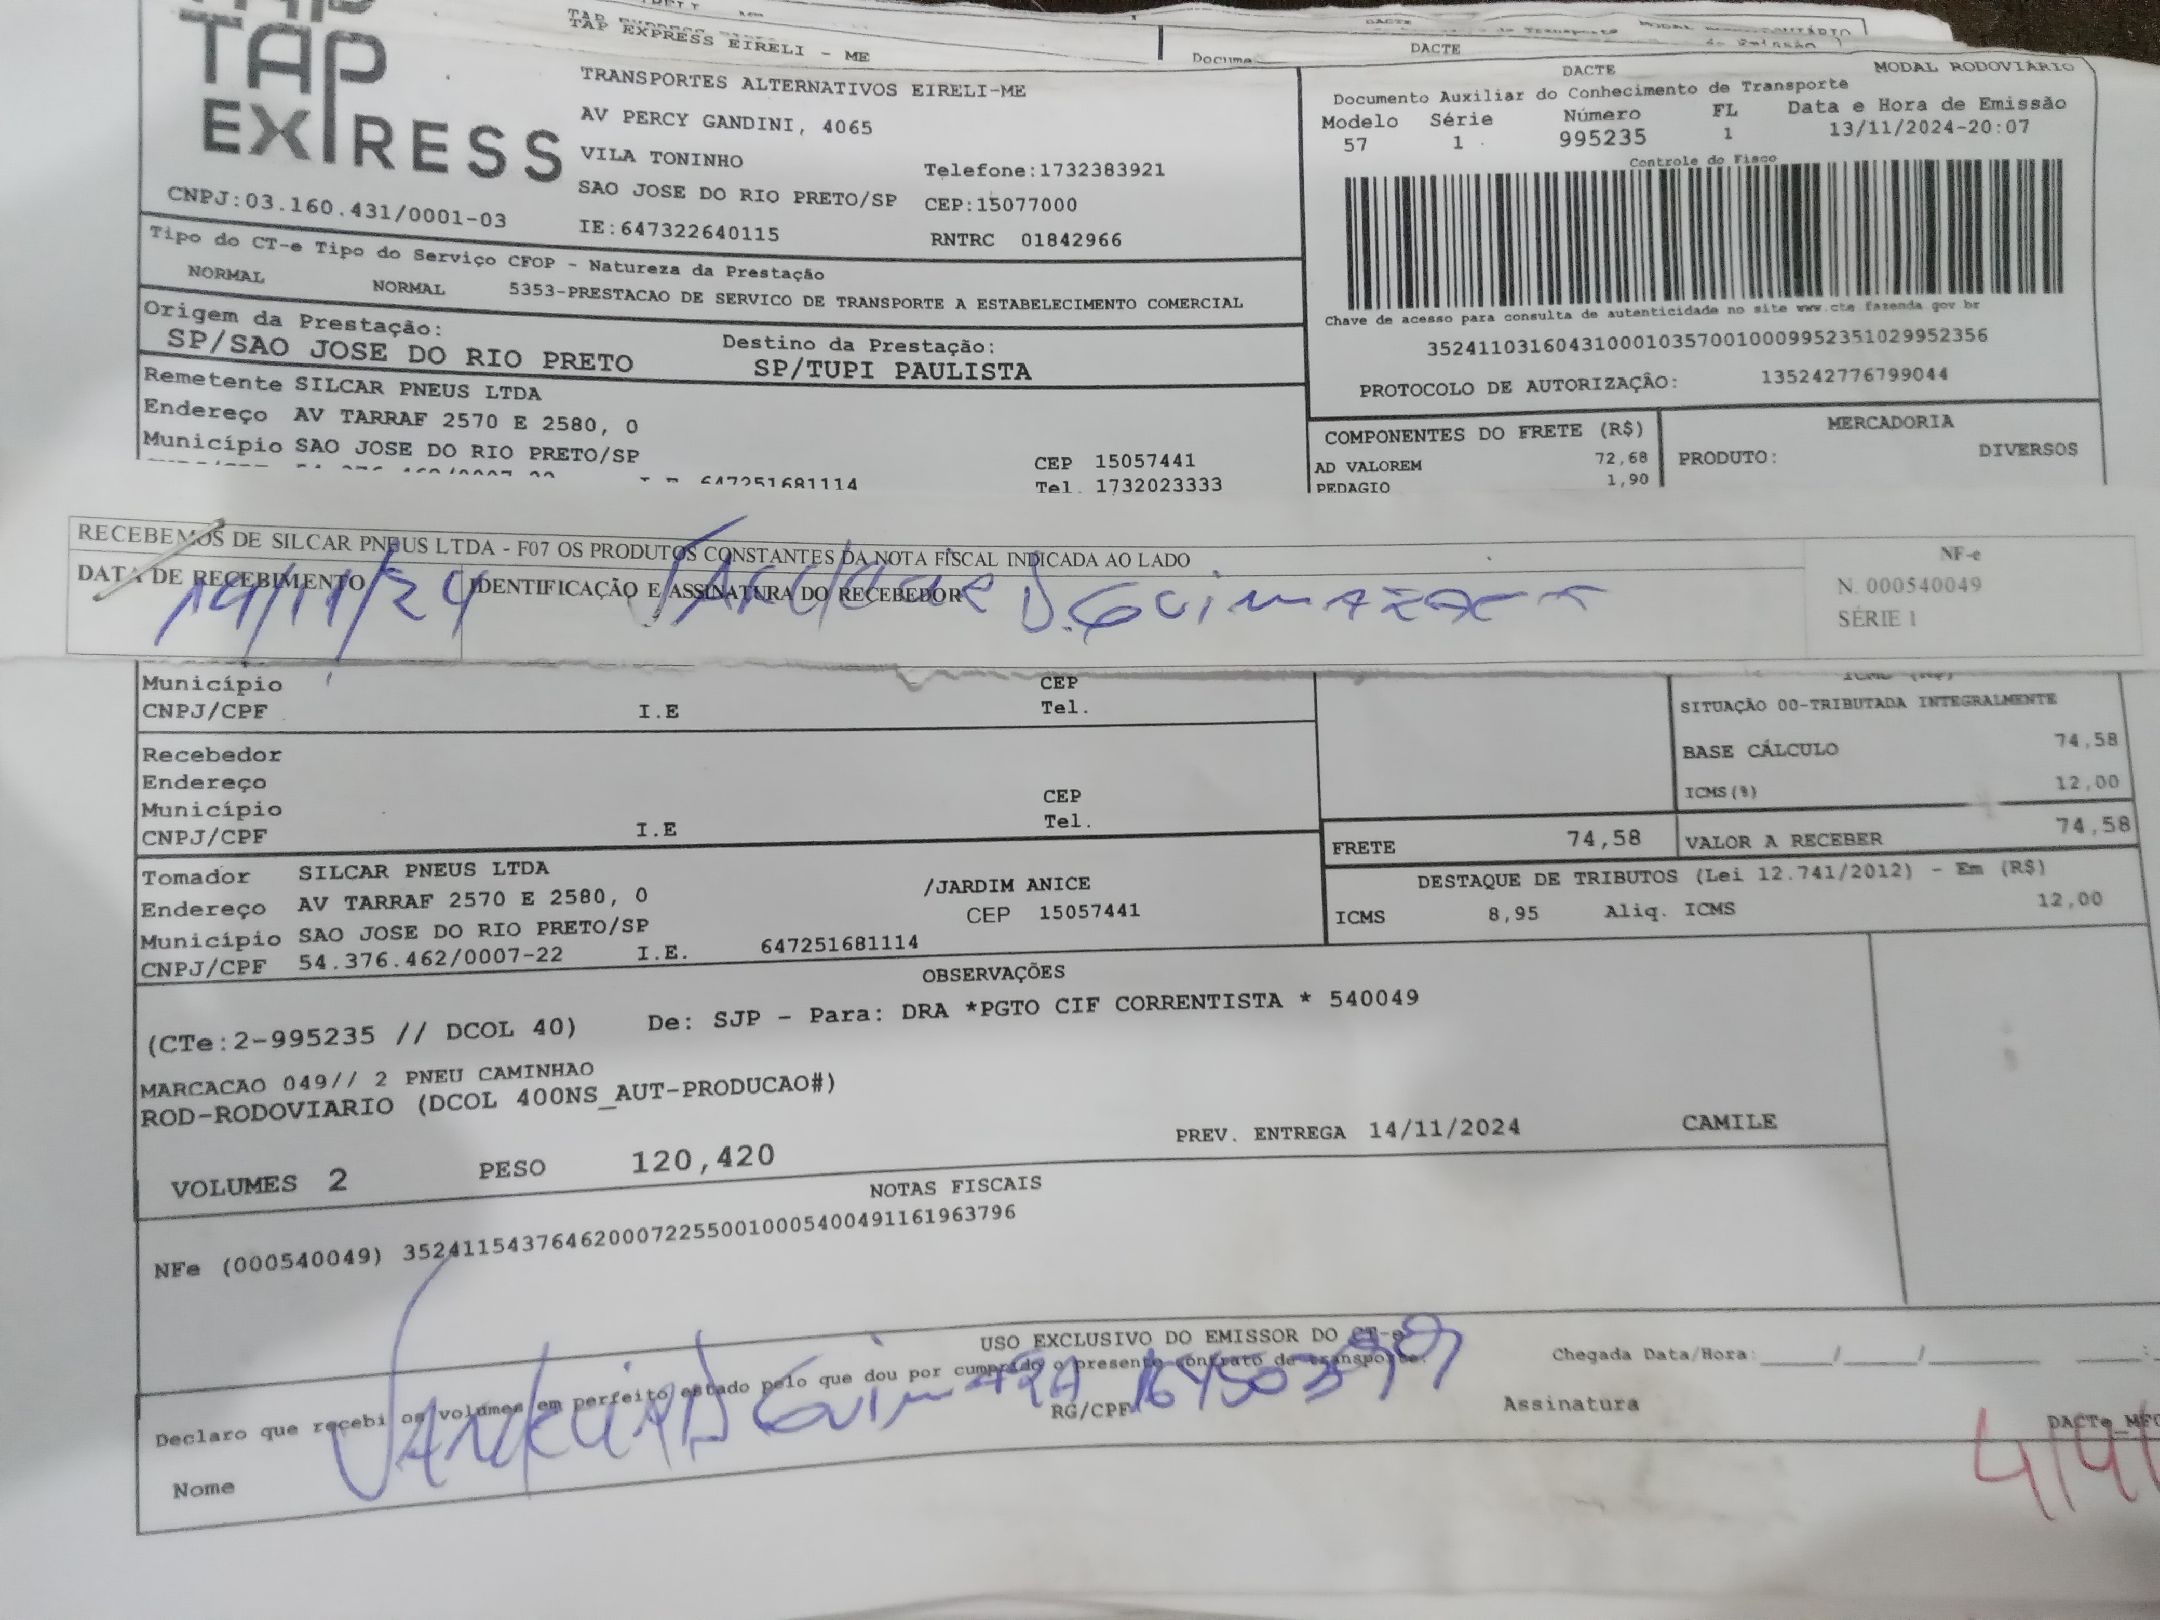 TAP
EXPRESS
CNPJ:03.160.431/0001-03
TAP EXPRESS EIRELI - ME
TRANSPORTES ALTERNATIVOS EIRELI-ME
AV PERCY GANDINI, 4065
VILA TONINHO
Telefone:1732383921
SAO JOSE DO RIO PRETO/SP CEP:15077000
IE:647322640115 RNTRC 01842966
DACTE
DACTE MODAL RODOVIÁRIO
Documento Auxiliar do Conhecimento de Transporte
Modelo Série Número FL Data e Hora de Emissão
57 1 995235 1 13/11/2024-20:07
Controle do Fisco
Chave de acesso para consulta de autenticidade no site www.cte.fazenda.gov.br
35241103160431000103570010009952351029952356
PROTOCOLO DE AUTORIZAÇÃO: 135242776799044
Tipo do CT-e Tipo do Serviço CFOP - Natureza da Prestação
NORMAL NORMAL 5353-PRESTACAO DE SERVICO DE TRANSPORTE A ESTABELECIMENTO COMERCIAL
Origem da Prestação: Destino da Prestação:
SP/SAO JOSE DO RIO PRETO SP/TUPI PAULISTA
Remetente SILCAR PNEUS LTDA
Endereço AV TARRAF 2570 E 2580, 0
Município SAO JOSE DO RIO PRETO/SP CEP 15057441
647251681114 Tel. 1732023333
COMPONENTES DO FRETE (R$)
AD VALOREM 72,68
PEDAGIO 1,90
MERCADORIA
PRODUTO: DIVERSOS
RECEBEMOS DE SILCAR PNEUS LTDA - F07 OS PRODUTOS CONSTANTES DA NOTA FISCAL INDICADA AO LADO
DATA DE RECEBIMENTO IDENTIFICAÇÃO E ASSINATURA DO RECEBEDOR
14/11/24
NF-e
N. 000540049
SÉRIE 1
Município CEP
CNPJ/CPF I.E Tel.
Recebedor
Endereço
Município CEP
CNPJ/CPF I.E Tel.
ICMS (R$)
SITUAÇÃO 00-TRIBUTADA INTEGRALMENTE
BASE CÁLCULO 74,58
ICMS(%) 12,00
FRETE 74,58 VALOR A RECEBER 74,58
DESTAQUE DE TRIBUTOS (Lei 12.741/2012) - Em (R$)
ICMS 8,95 Aliq. ICMS 12,00
Tomador SILCAR PNEUS LTDA
Endereço AV TARRAF 2570 E 2580, 0 /JARDIM ANICE
Município SAO JOSE DO RIO PRETO/SP CEP 15057441
CNPJ/CPF 54.376.462/0007-22 I.E. 647251681114
OBSERVAÇÕES
(CTe:2-995235 // DCOL 40) De: SJP - Para: DRA *PGTO CIF CORRENTISTA * 540049
MARCACAO 049// 2 PNEU CAMINHAO
ROD-RODOVIARIO (DCOL 400NS_AUT-PRODUCAO#)
PREV. ENTREGA 14/11/2024 CAMILE
VOLUMES 2 PESO 120,420
NOTAS FISCAIS
NFe (000540049) 35241154376462000722550010005400491161963796
USO EXCLUSIVO DO EMISSOR DO CT-e
Declaro que recebi os volumes em perfeito estado pelo que dou por cumprido o presente contrato de transporte.
Chegada Data/Hora:____/____/______ ___:
Nome RG/CPF Assinatura